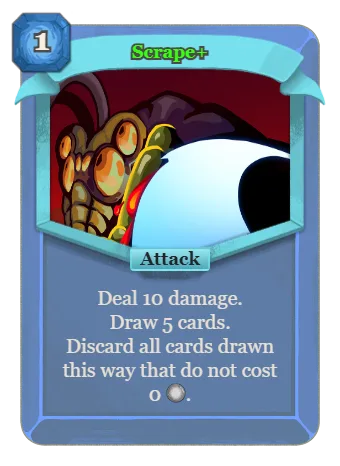 1
Scrape+
Attack
Deal 10 damage.
Draw 5 cards.
Discard all cards drawn
this way that do not cost
0 .